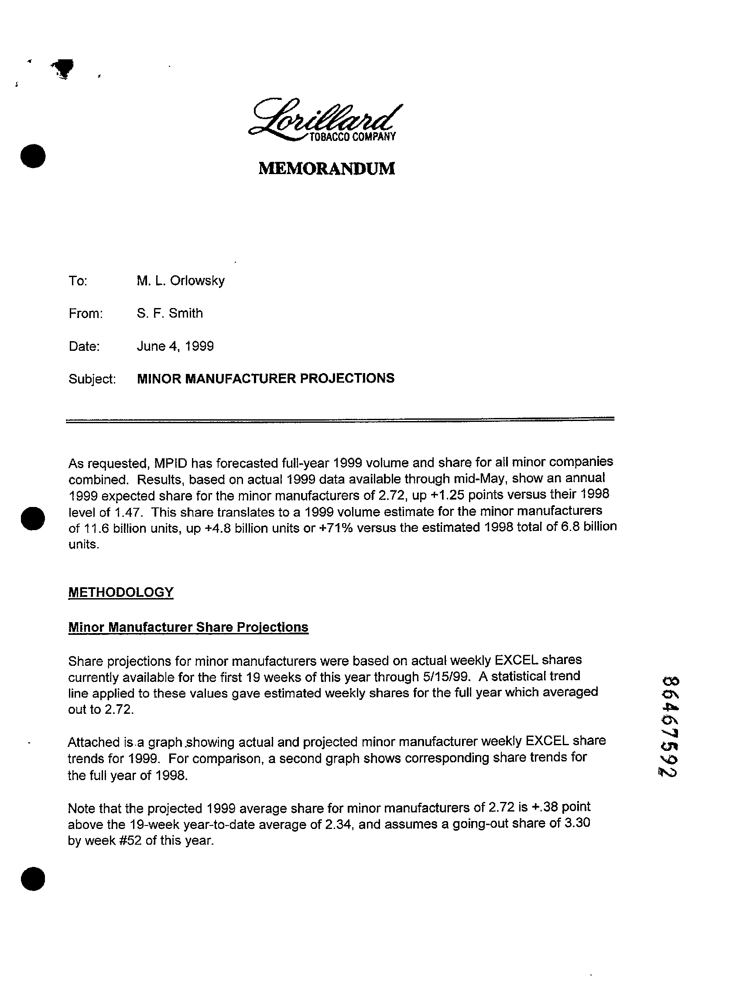 Lorillard
TOBACCO COMPANY
MEMORANDUM
To: M. L. Orlowsky
From: S. F. Smith
Date: June 4, 1999
Subject: MINOR MANUFACTURER PROJECTIONS
As requested, MPID has forecasted full-year 1999 volume and share for all minor companies
combined. Results, based on actual 1999 data available through mid-May, show an annual
1999 expected share for the minor manufacturers of 2.72, up +1.25 points versus their 1998
level of 1.47. This share translates to a 1999 volume estimate for the minor manufacturers
of 11.6 billion units, up +4.8 billion units or +71% versus the estimated 1998 total of 6.8 billion
units.
METHODOLOGY
Minor Manufacturer Share Projections
Share projections for minor manufacturers were based on actual weekly EXCEL shares
currently available for the first 19 weeks of this year through 5/15/99. A statistical trend
line applied to these values gave estimated weekly shares for the full year which averaged
out to 2.72.
Attached is a graph showing actual and projected minor manufacturer weekly EXCEL share
trends for 1999. For comparison, a second graph shows corresponding share trends for
the full year of 1998.
Note that the projected 1999 average share for minor manufacturers of 2.72 is +.38 point
above the 19-week year-to-date average of 2.34, and assumes a going-out share of 3.30
by week #52 of this year.
86467592